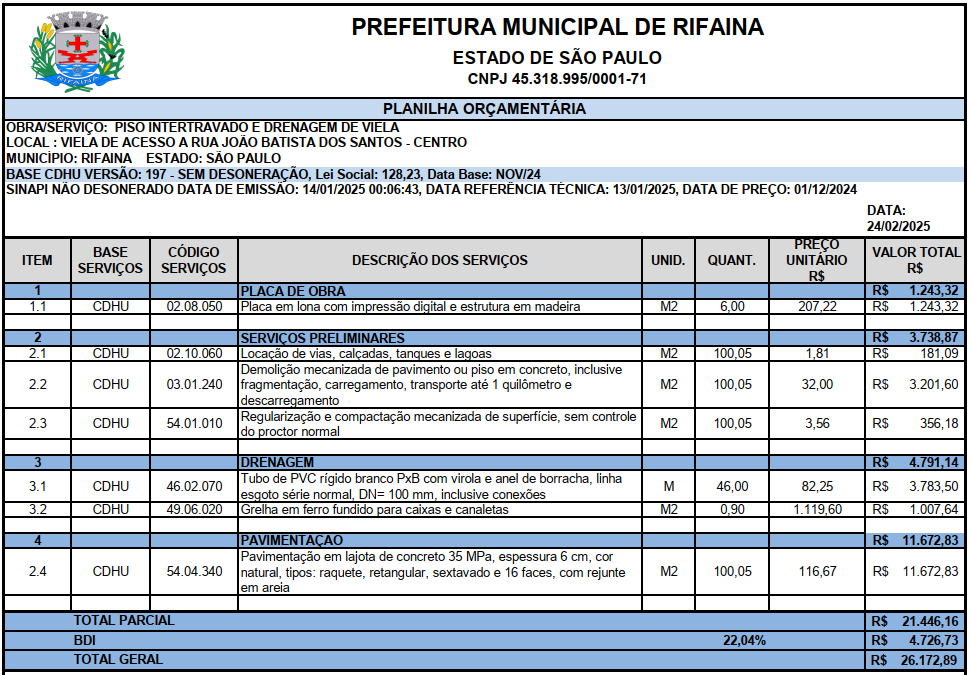 PREFEITURA MUNICIPAL DE RIFAINA
ESTADO DE SÃO PAULO
CNPJ 45.318.995/0001-71
RIFAINA
PLANILHA ORÇAMENTÁRIA
OBRA/SERVIÇO: PISO INTERTRAVADO E DRENAGEM DE VIELA
LOCAL : VIELA DE ACESSO A RUA JOÃO BATISTA DOS SANTOS - CENTRO
MUNICÍPIO: RIFAINA ESTADO: SÃO PAULO
BASE CDHU VERSÃO: 197 - SEM DESONERAÇÃO, Lei Social: 128,23, Data Base: NOV/24
SINAPI NÃO DESONERADO DATA DE EMISSÃO: 14/01/2025 00:06:43, DATA REFERÊNCIA TÉCNICA: 13/01/2025, DATA DE PREÇO: 01/12/2024
DATA:
24/02/2025
ITEM BASE SERVIÇOS CÓDIGO SERVIÇOS DESCRIÇÃO DOS SERVIÇOS UNID. QUANT. PREÇO UNITÁRIO R$ VALOR TOTAL R$
1 PLACA DE OBRA R$ 1.243,32
1.1 CDHU 02.08.050 Placa em lona com impressão digital e estrutura em madeira M2 6,00 207,22 R$ 1.243,32
2 SERVIÇOS PRELIMINARES R$ 3.738,87
2.1 CDHU 02.10.060 Locação de vias, calçadas, tanques e lagoas M2 100,05 1,81 R$ 181,09
2.2 CDHU 03.01.240 Demolição mecanizada de pavimento ou piso em concreto, inclusive
fragmentação, carregamento, transporte até 1 quilômetro e
descarregamento M2 100,05 32,00 R$ 3.201,60
2.3 CDHU 54.01.010 Regularização e compactação mecanizada de superfície, sem controle
do proctor normal M2 100,05 3,56 R$ 356,18
3 DRENAGEM R$ 4.791,14
3.1 CDHU 46.02.070 Tubo de PVC rígido branco PxB com virola e anel de borracha, linha
esgoto série normal, DN= 100 mm, inclusive conexões M 46,00 82,25 R$ 3.783,50
3.2 CDHU 49.06.020 Grelha em ferro fundido para caixas e canaletas M2 0,90 1.119,60 R$ 1.007,64
4 PAVIMENTAÇÃO R$ 11.672,83
2.4 CDHU 54.04.340 Pavimentação em lajota de concreto 35 MPa, espessura 6 cm, cor
natural, tipos: raquete, retangular, sextavado e 16 faces, com rejunte
em areia M2 100,05 116,67 R$ 11.672,83
TOTAL PARCIAL R$ 21.446,16
BDI 22,04% R$ 4.726,73
TOTAL GERAL R$ 26.172,89